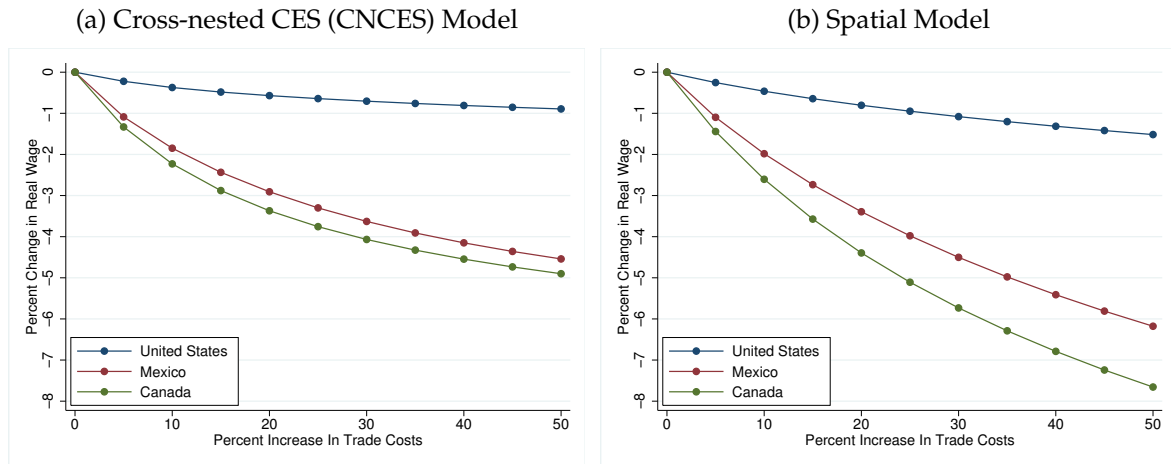 (a) Cross-nested CES (CNCES) Model
Percent Change in Real Wage
0
-1
-2
-3
-4
-5
-6
-7
-8
United States
Mexico
Canada
0 10 20 30 40 50
Percent Increase In Trade Costs
(b) Spatial Model
Percent Change in Real Wage
0
-1
-2
-3
-4
-5
-6
-7
-8
United States
Mexico
Canada
0 10 20 30 40 50
Percent Increase In Trade Costs